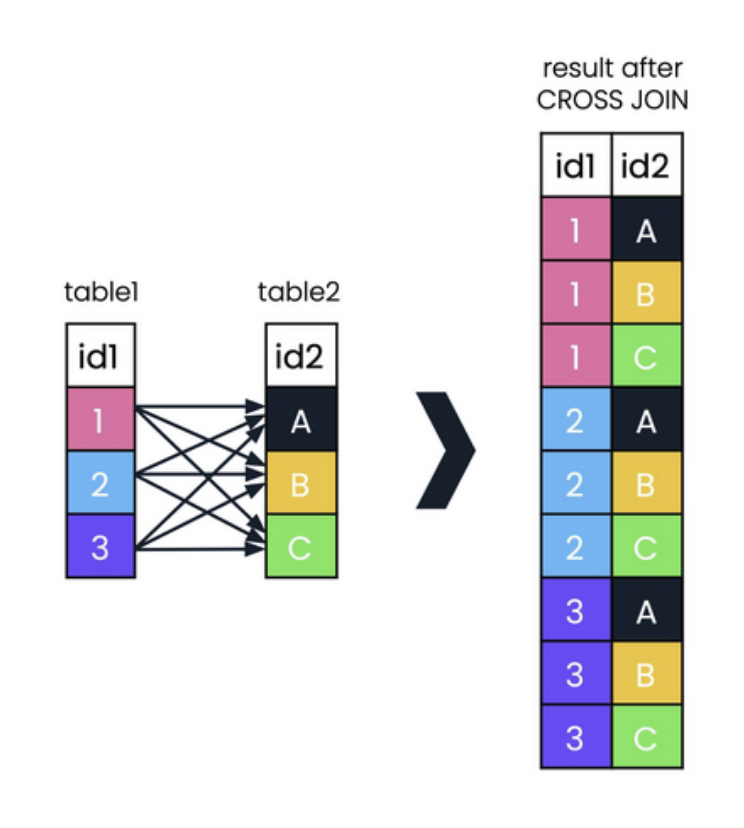 result after
CROSS JOIN
id1 id2
1 A
1 B
1 C
2 A
2 B
2 C
3 A
3 B
3 C
table1
id1
1
2
3
table2
id2
A
B
C